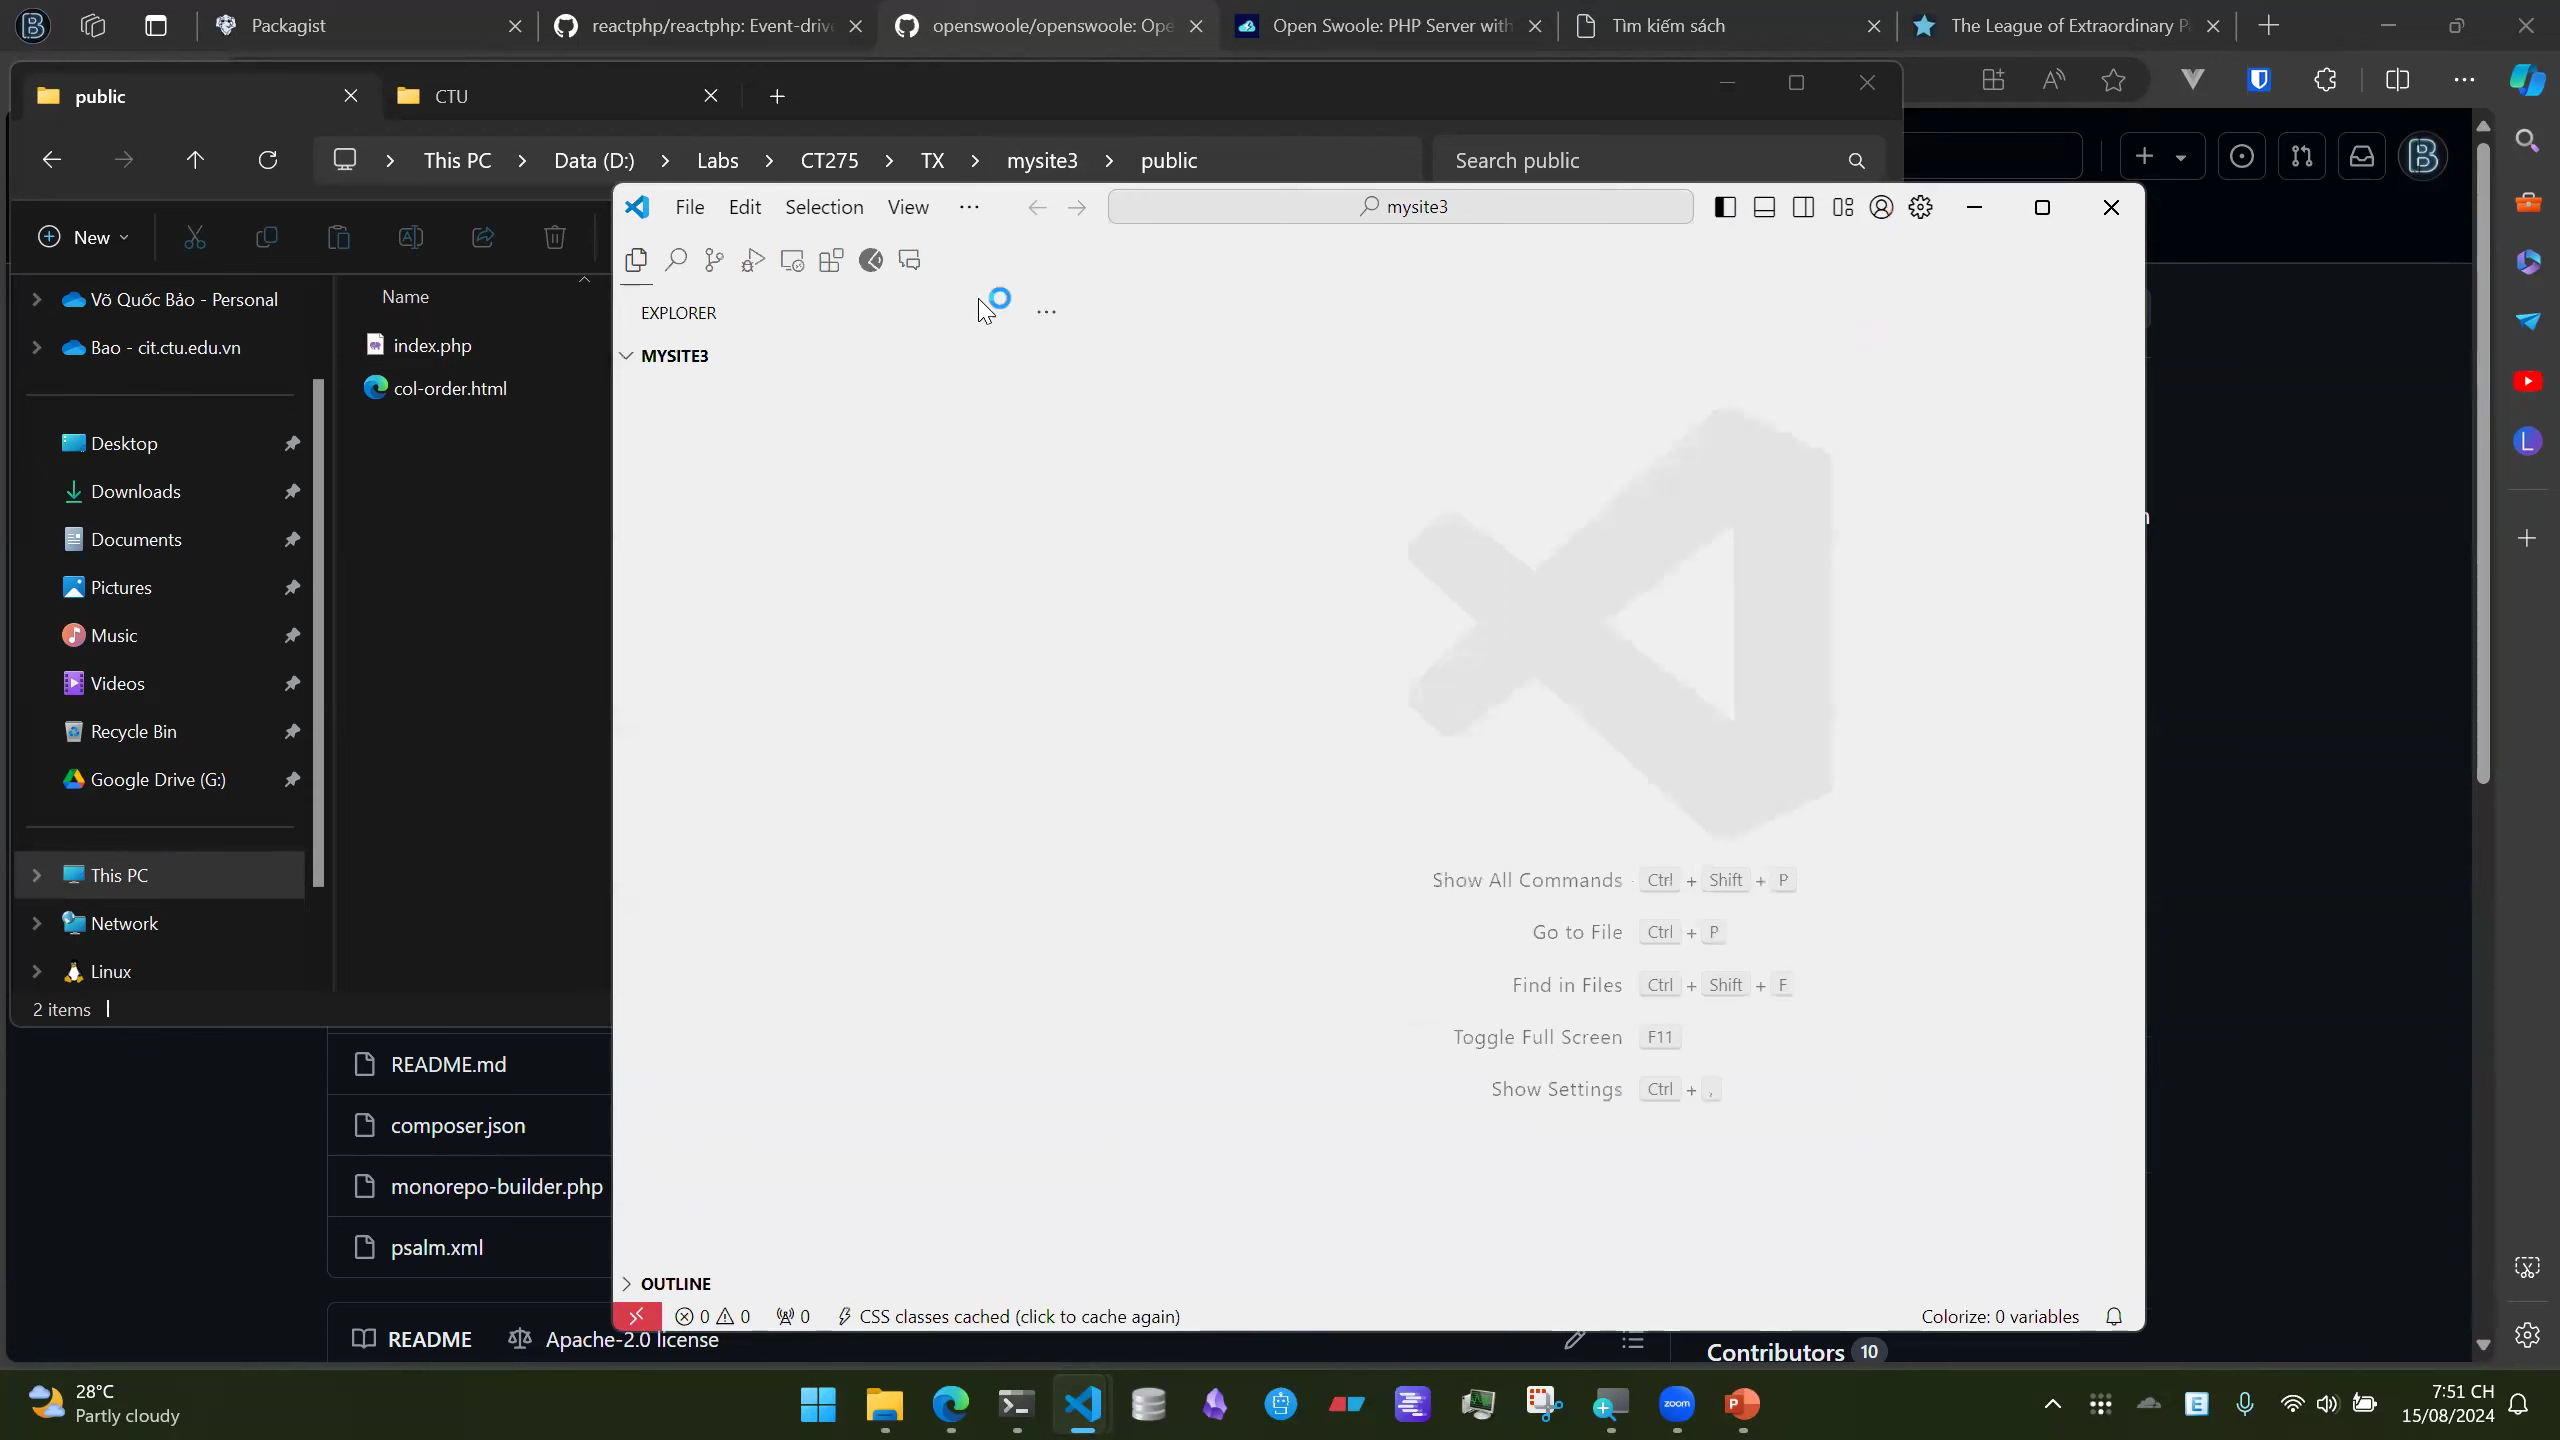 Packagist
reactphp/reactphp: Event-drive
openswoole/openswoole: Ope
Open Swoole: PHP Server with
Tìm kiếm sách
The League of Extraordinary P
public
CTU
This PC
Data (D:)
Labs
CT275
TX
mysite3
public
Search public
New
File
Edit
Selection
View
mysite3
Võ Quốc Bảo - Personal
Bao - cit.ctu.edu.vn
Desktop
Downloads
Documents
Pictures
Music
Videos
Recycle Bin
Google Drive (G:)
This PC
Network
Linux
2 items
Name
index.php
col-order.html
EXPLORER
MYSITE3
Show All Commands Ctrl + Shift + P
Go to File Ctrl + P
Find in Files Ctrl + Shift + F
Toggle Full Screen F11
Show Settings Ctrl + ,
OUTLINE
0 0 0 CSS classes cached (click to cache again)
Colorize: 0 variables
README.md
composer.json
monorepo-builder.php
psalm.xml
README
Apache-2.0 license
Contributors 10
28°C
Partly cloudy
zoom
7:51 CH
15/08/2024